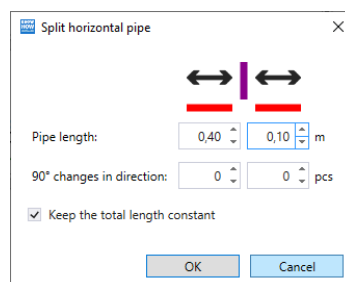 Split horizontal pipe
Pipe length: 0,40 0,10 m
90° changes in direction: 0 0 pcs
Keep the total length constant
OK Cancel